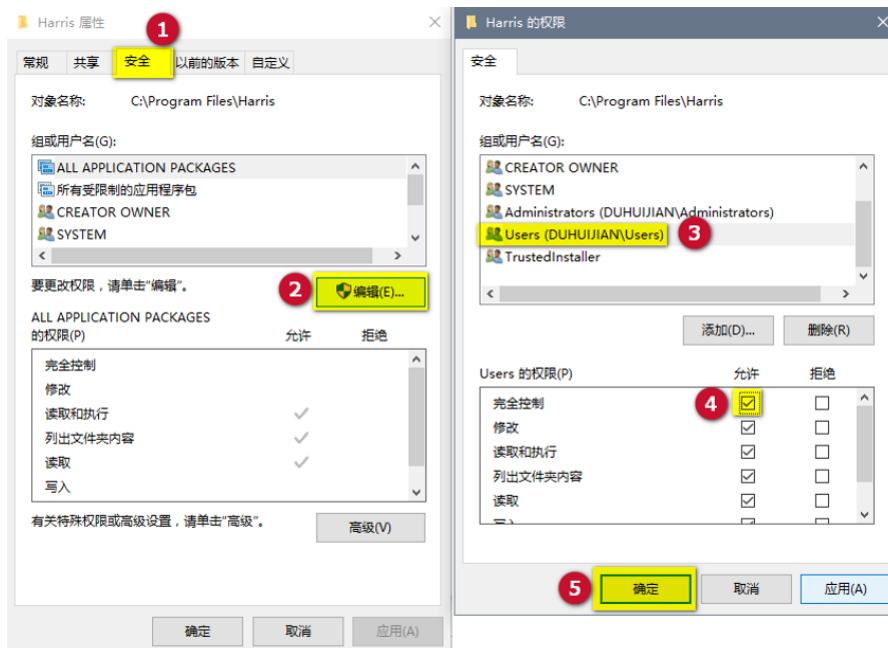 Harris 属性
1
常规 共享 安全 以前的版本 自定义
对象名称: C:\Program Files\Harris
组或用户名(G):
ALL APPLICATION PACKAGES
所有受限制的应用程序包
CREATOR OWNER
SYSTEM
要更改权限，请单击"编辑"。
2
编辑(E)...
ALL APPLICATION PACKAGES
的权限(P) 允许 拒绝
完全控制
修改
读取和执行
列出文件夹内容
读取
写入
有关特殊权限或高级设置，请单击"高级"。
高级(V)
确定 取消 应用(A)
Harris 的权限
安全
对象名称: C:\Program Files\Harris
组或用户名(G):
CREATOR OWNER
SYSTEM
Administrators (DUHUIJIAN\Administrators)
Users (DUHUIJIAN\Users) 3
TrustedInstaller
添加(D)... 删除(R)
Users 的权限(P) 允许 拒绝
完全控制 4
修改
读取和执行
列出文件夹内容
读取
5 确定 取消 应用(A)